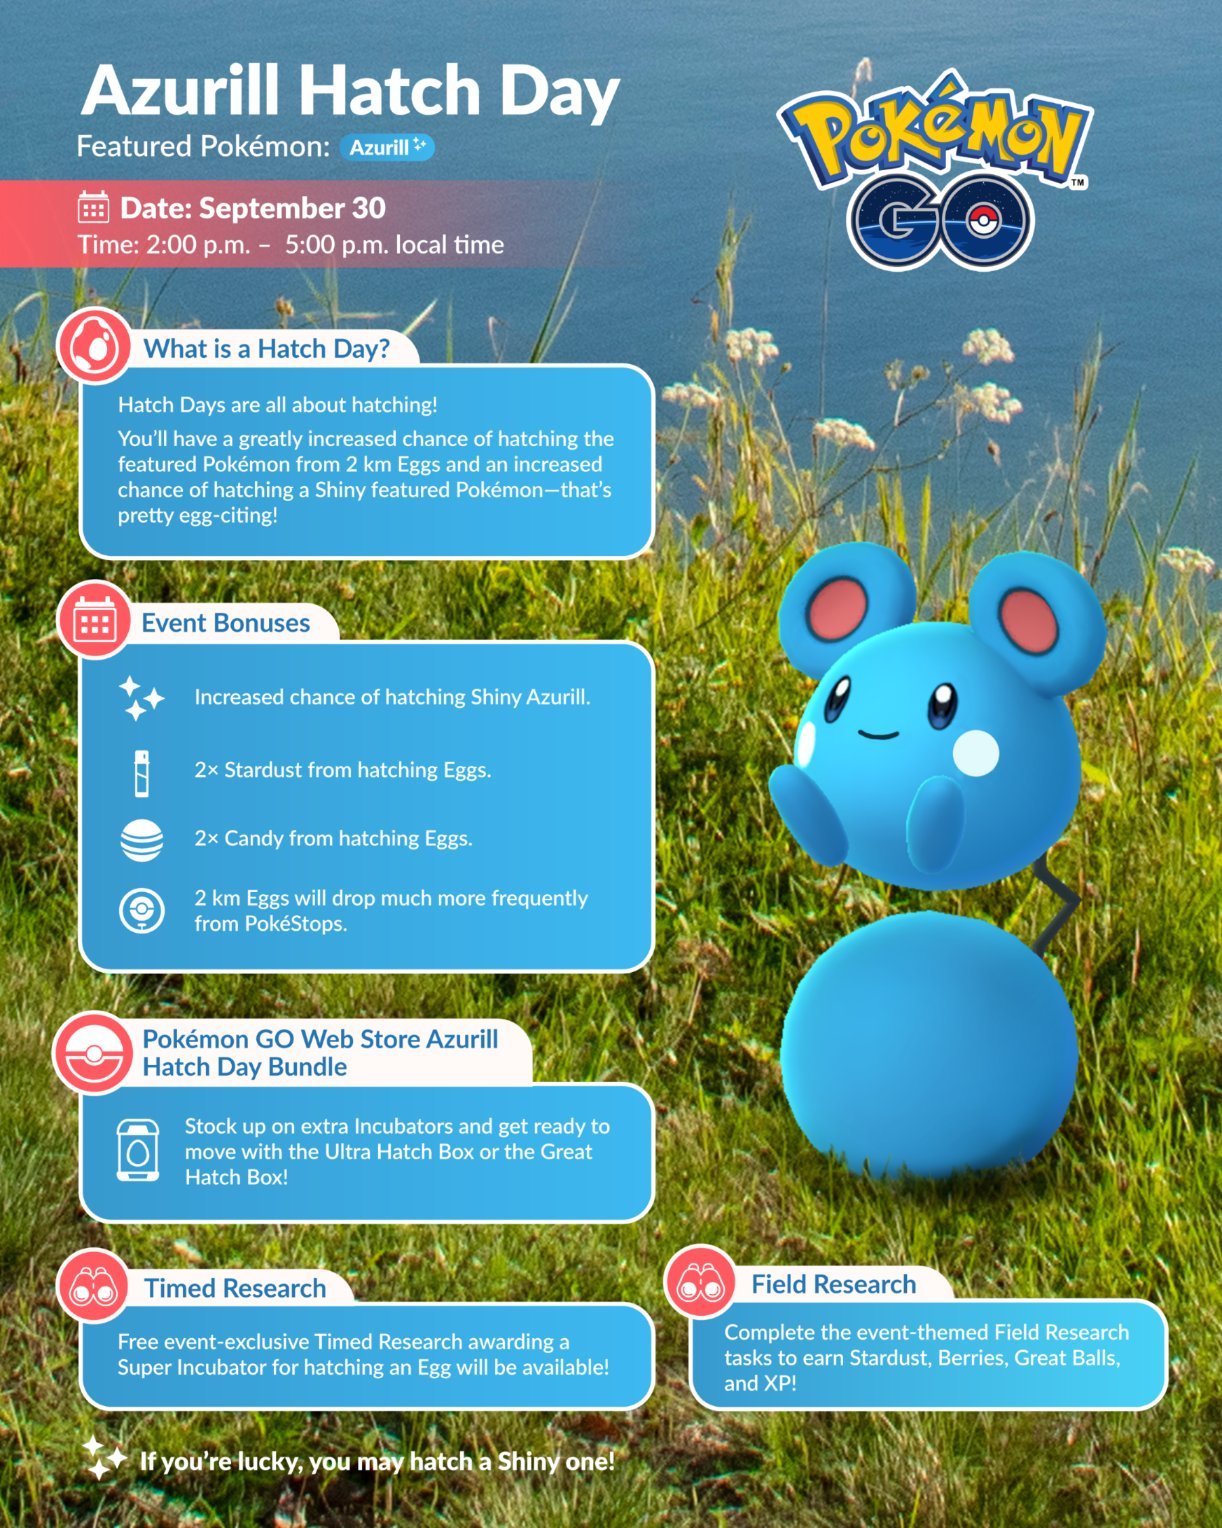 Azurill Hatch Day
Featured Pokémon: Azurill
POKéMON
™
GO
Date: September 30
Time: 2:00 p.m. – 5:00 p.m. local time
What is a Hatch Day?
Hatch Days are all about hatching!
You’ll have a greatly increased chance of hatching the
featured Pokémon from 2 km Eggs and an increased
chance of hatching a Shiny featured Pokémon—that’s
pretty egg-citing!
Event Bonuses
Increased chance of hatching Shiny Azurill.
2× Stardust from hatching Eggs.
2× Candy from hatching Eggs.
2 km Eggs will drop much more frequently
from PokéStops.
Pokémon GO Web Store Azurill
Hatch Day Bundle
Stock up on extra Incubators and get ready to
move with the Ultra Hatch Box or the Great
Hatch Box!
Timed Research
Free event-exclusive Timed Research awarding a
Super Incubator for hatching an Egg will be available!
Field Research
Complete the event-themed Field Research
tasks to earn Stardust, Berries, Great Balls,
and XP!
If you’re lucky, you may hatch a Shiny one!